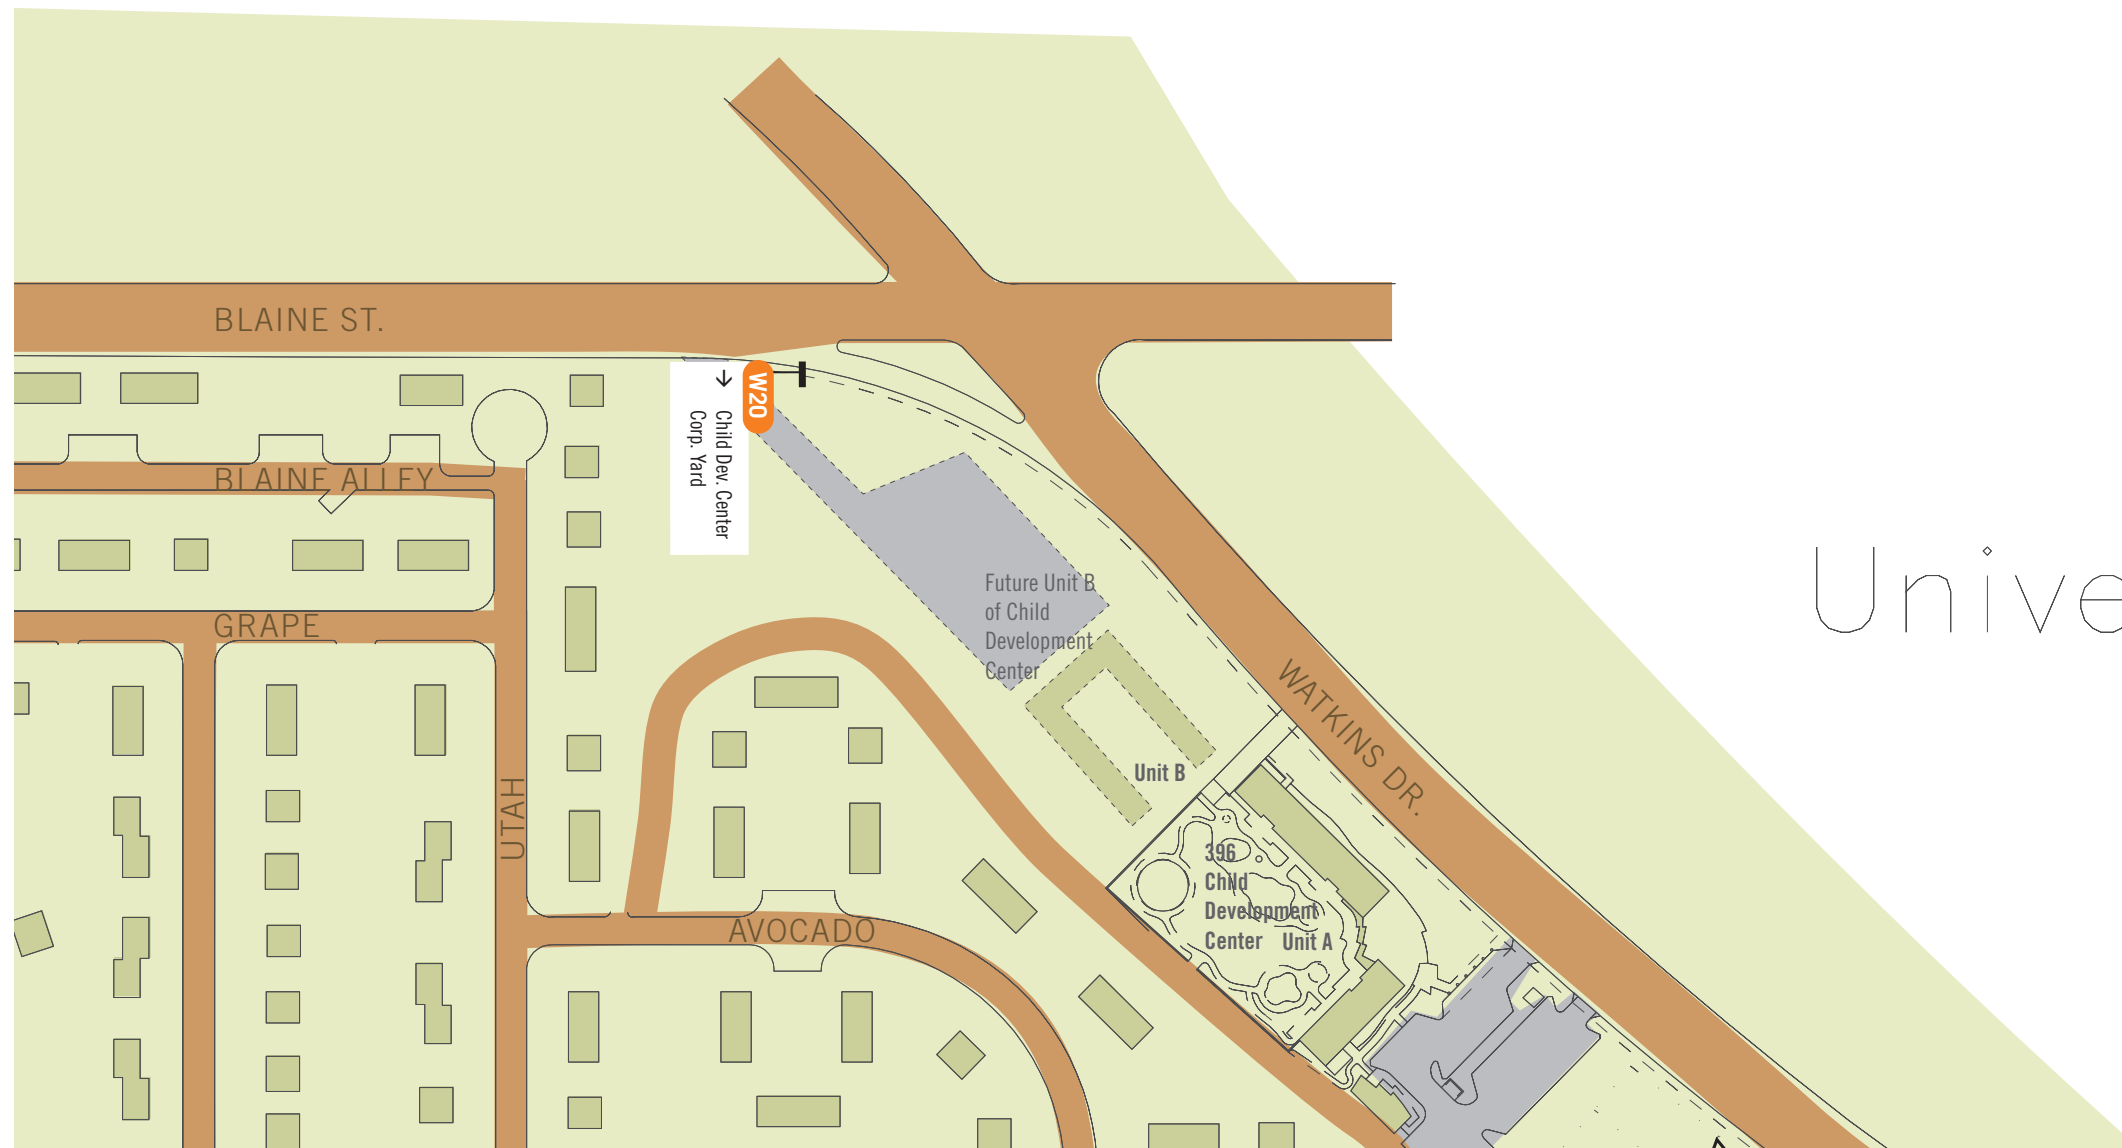 BLAINE ST.
W20
→ Child Dev. Center
Corp. Yard
BLAINE ALLEY
Unive
Future Unit B
of Child
Development
Center
GRAPE
WATKINS DR.
Unit B
UTAH
396
Child
Development
Center Unit A
AVOCADO